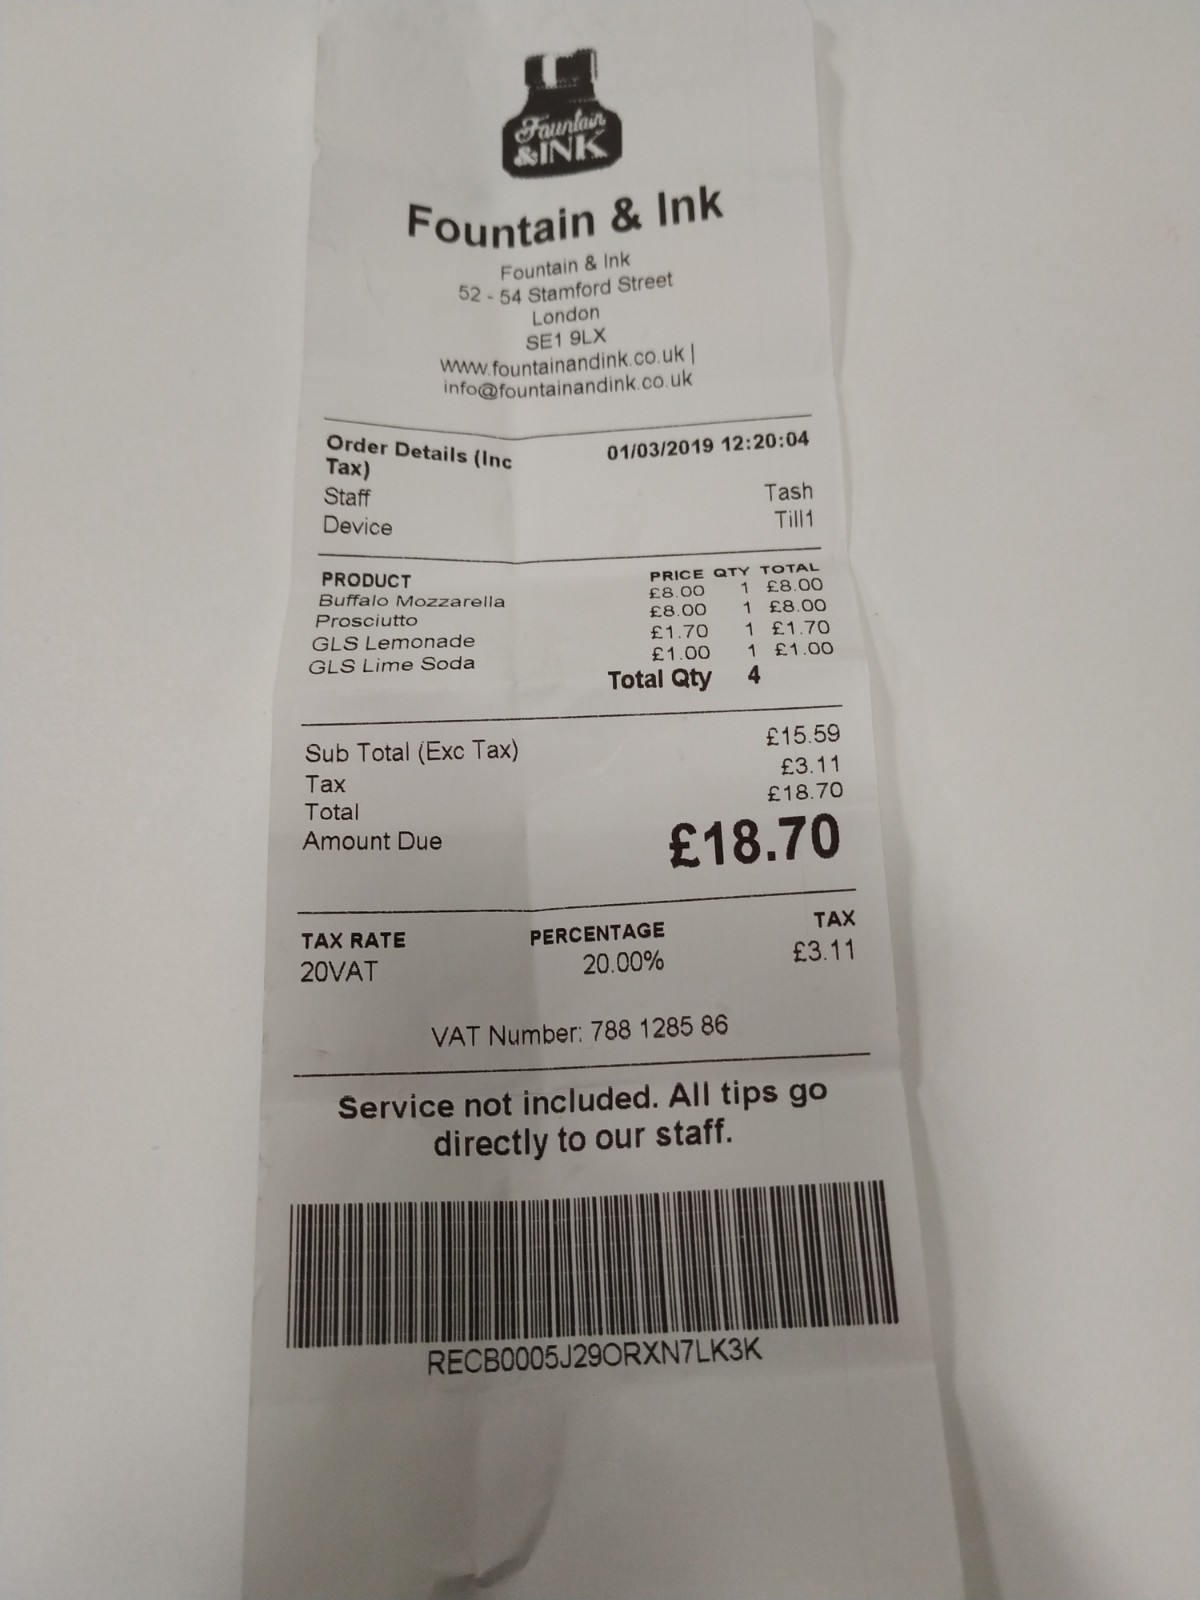 Fountain
&INK
Fountain & Ink
Fountain & Ink
52 - 54 Stamford Street
London
SE1 9LX
www.fountainandink.co.uk |
info@fountainandink.co.uk
Order Details (Inc Tax) 01/03/2019 12:20:04
Staff Tash
Device Till1
PRODUCT PRICE QTY TOTAL
Buffalo Mozzarella £8.00 1 £8.00
Prosciutto £8.00 1 £8.00
GLS Lemonade £1.70 1 £1.70
GLS Lime Soda £1.00 1 £1.00
Total Qty 4
Sub Total (Exc Tax) £15.59
Tax £3.11
Total £18.70
Amount Due £18.70
TAX RATE PERCENTAGE TAX
20VAT 20.00% £3.11
VAT Number: 788 1285 86
Service not included. All tips go
directly to our staff.
RECB0005J29ORXN7LK3K